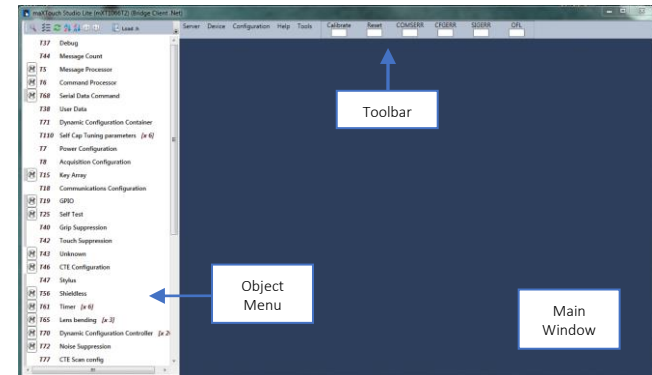 maXTouch Studio Lite (mXT1066T2) (Bridge Client .Net)
Load x
Server Device Configuration Help Tools Calibrate Reset COMSERR CFGERR SIGERR OFL
T37 Debug
T44 Message Count
T5 Message Processor
T6 Command Processor
T68 Serial Data Command
T38 User Data
T71 Dynamic Configuration Container
T110 Self Cap Tuning parameters [x 6]
T7 Power Configuration
T8 Acquisition Configuration
T15 Key Array
T18 Communications Configuration
T19 GPIO
T25 Self Test
T40 Grip Suppression
T42 Touch Suppression
T43 Unknown
T46 CTE Configuration
T47 Stylus
T56 Shieldless
T61 Timer [x 6]
T65 Lens bending [x 3]
T70 Dynamic Configuration Controller [x 2
T72 Noise Suppression
T77 CTE Scan config
Toolbar
Object
Menu
Main
Window